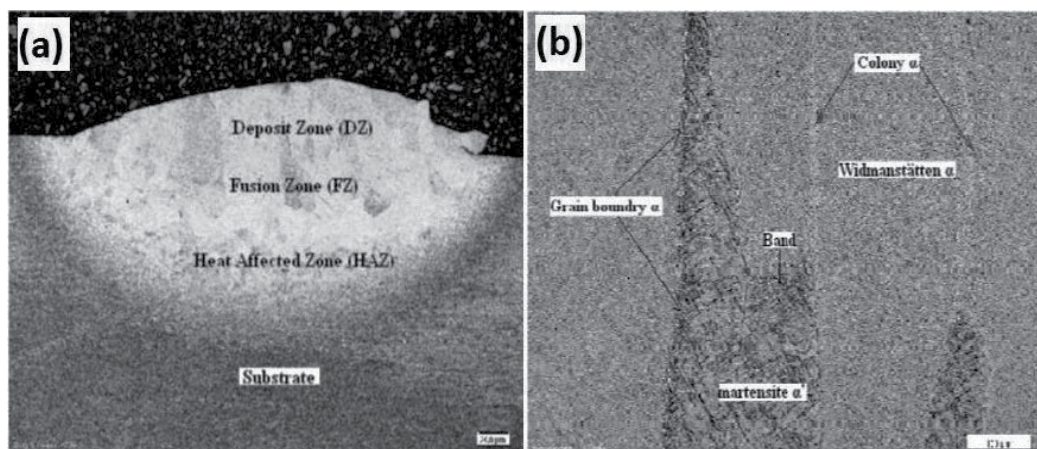 (a)
Deposit Zone (DZ)
Fusion Zone (FZ)
Heat Affected Zone (HAZ)
Substrate
(b)
Colony α
Widmanstätten α
Grain boundry α
Band
martensite α'